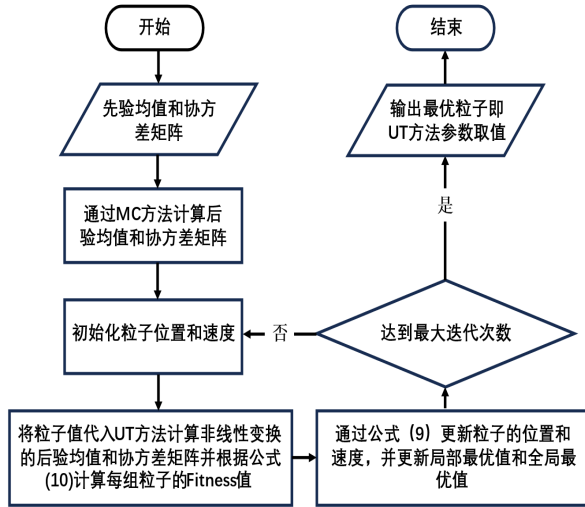 开始
先验均值和协方
差矩阵
通过MC方法计算后
验均值和协方差矩阵
初始化粒子位置和速度
将粒子值代入UT方法计算非线性变换
的后验均值和协方差矩阵并根据公式
(10)计算每组粒子的Fitness值
通过公式（9）更新粒子的位置和
速度，并更新局部最优值和全局最
优值
达到最大迭代次数
否
是
输出最优粒子即
UT方法参数取值
结束